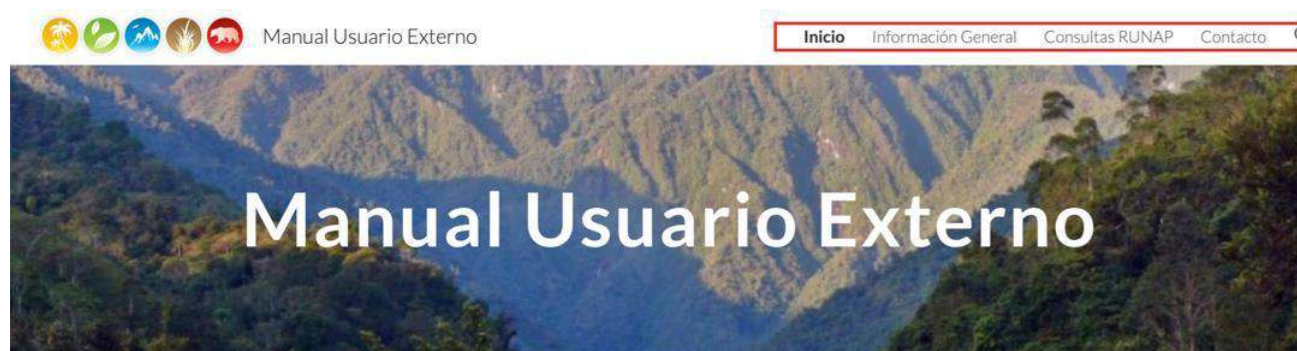 Manual Usuario Externo
Inicio Información General Consultas RUNAP Contacto
Manual Usuario Externo